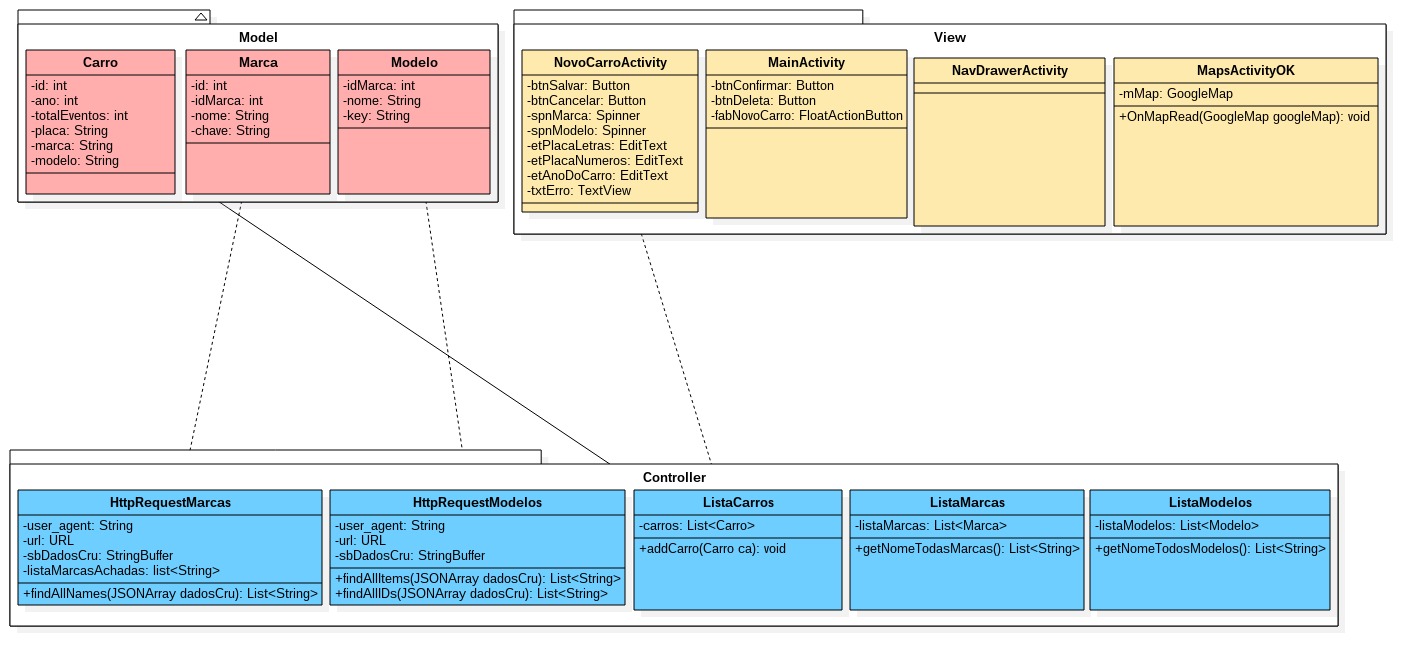 Model
Carro
-id: int
-ano: int
-totalEventos: int
-placa: String
-marca: String
-modelo: String
Marca
-id: int
-idMarca: int
-nome: String
-chave: String
Modelo
-idMarca: int
-nome: String
-key: String
View
NovoCarroActivity
-btnSalvar: Button
-btnCancelar: Button
-spnMarca: Spinner
-spnModelo: Spinner
-etPlacaLetras: EditText
-etPlacaNumeros: EditText
-etAnoDoCarro: EditText
-txtErro: TextView
MainActivity
-btnConfirmar: Button
-btnDeleta: Button
-fabNovoCarro: FloatActionButton
NavDrawerActivity
MapsActivityOK
-mMap: GoogleMap
+OnMapRead(GoogleMap googleMap): void
Controller
HttpRequestMarcas
-user_agent: String
-url: URL
-sbDadosCru: StringBuffer
-listaMarcasAchadas: list<String>
+findAllNames(JSONArray dadosCru): List<String>
HttpRequestModelos
-user_agent: String
-url: URL
-sbDadosCru: StringBuffer
+findAllItems(JSONArray dadosCru): List<String>
+findAllIDs(JSONArray dadosCru): List<String>
ListaCarros
-carros: List<Carro>
+addCarro(Carro ca): void
ListaMarcas
-listaMarcas: List<Marca>
+getNomeTodasMarcas(): List<String>
ListaModelos
-listaModelos: List<Modelo>
+getNomeTodosModelos(): List<String>